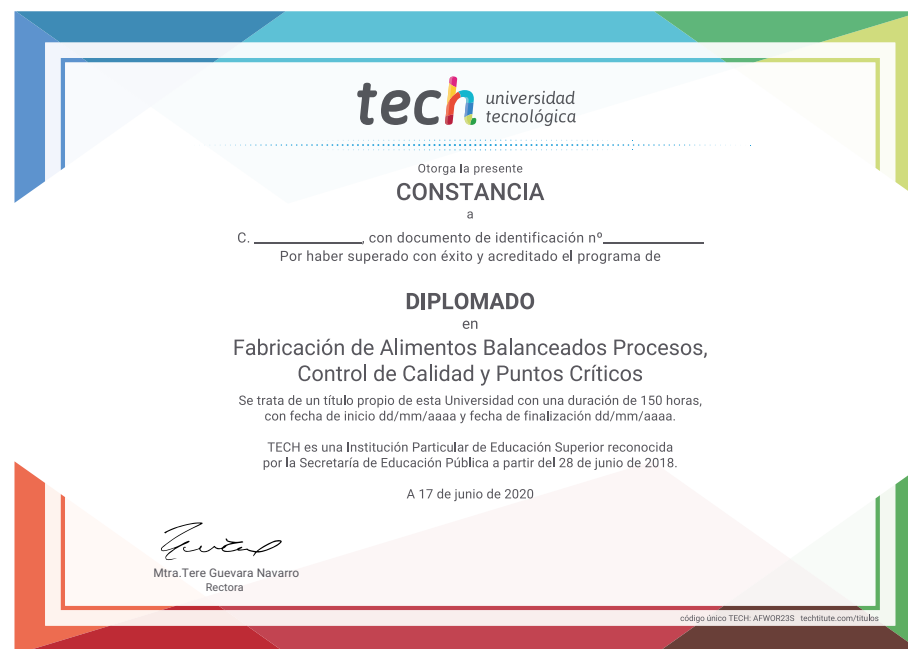 tech universidad
tecnológica
Otorga la presente
CONSTANCIA
a
C. ____________, con documento de identificación nº____________
Por haber superado con éxito y acreditado el programa de
DIPLOMADO
en
Fabricación de Alimentos Balanceados Procesos,
Control de Calidad y Puntos Críticos
Se trata de un título propio de esta Universidad con una duración de 150 horas,
con fecha de inicio dd/mm/aaaa y fecha de finalización dd/mm/aaaa.
TECH es una Institución Particular de Educación Superior reconocida
por la Secretaría de Educación Pública a partir del 28 de junio de 2018.
A 17 de junio de 2020
Mtra.Tere Guevara Navarro
Rectora
código único TECH: AFWOR23S techtitute.com/titulos